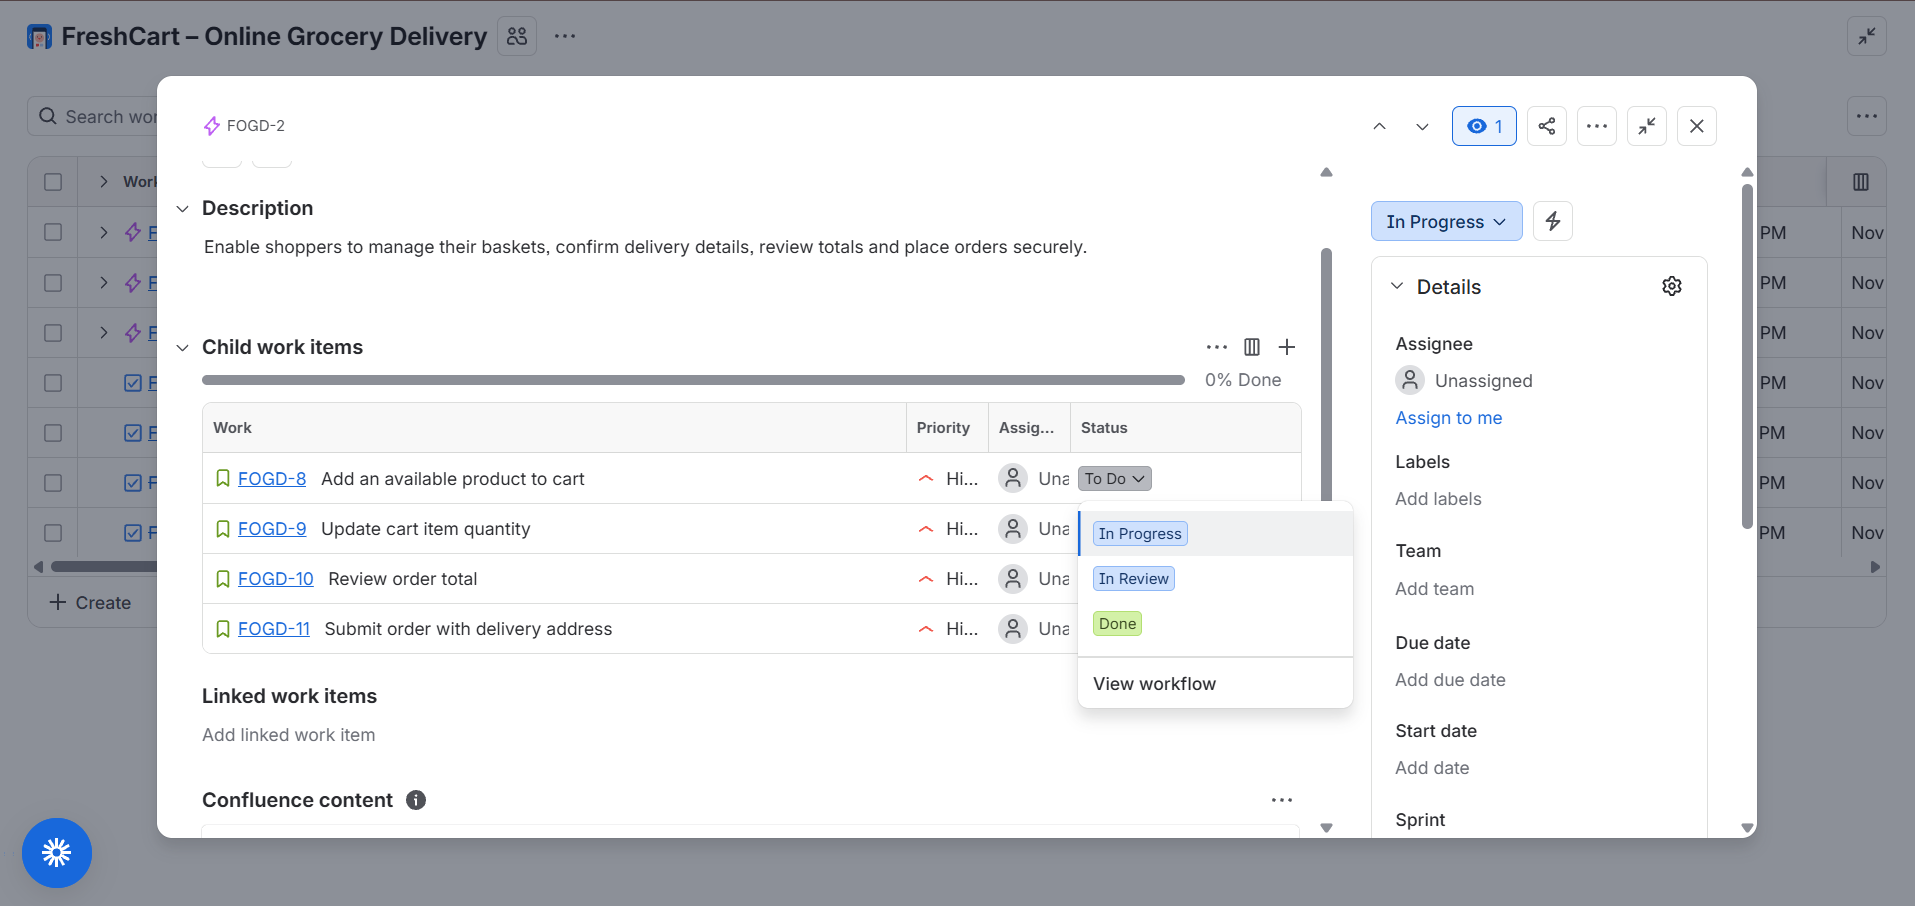 FreshCart – Online Grocery Delivery
Search wor
Work
PM Nov
PM Nov
PM Nov
PM Nov
PM Nov
PM Nov
PM Nov
Create
FOGD-2
1
Description
Enable shoppers to manage their baskets, confirm delivery details, review totals and place orders securely.
Child work items
0% Done
Work Priority Assig... Status
FOGD-8 Add an available product to cart Hi... Una To Do
FOGD-9 Update cart item quantity Hi... Una
FOGD-10 Review order total Hi... Una
FOGD-11 Submit order with delivery address Hi... Una
In Progress
In Review
Done
View workflow
Linked work items
Add linked work item
Confluence content
In Progress
Details
Assignee
Unassigned
Assign to me
Labels
Add labels
Team
Add team
Due date
Add due date
Start date
Add date
Sprint